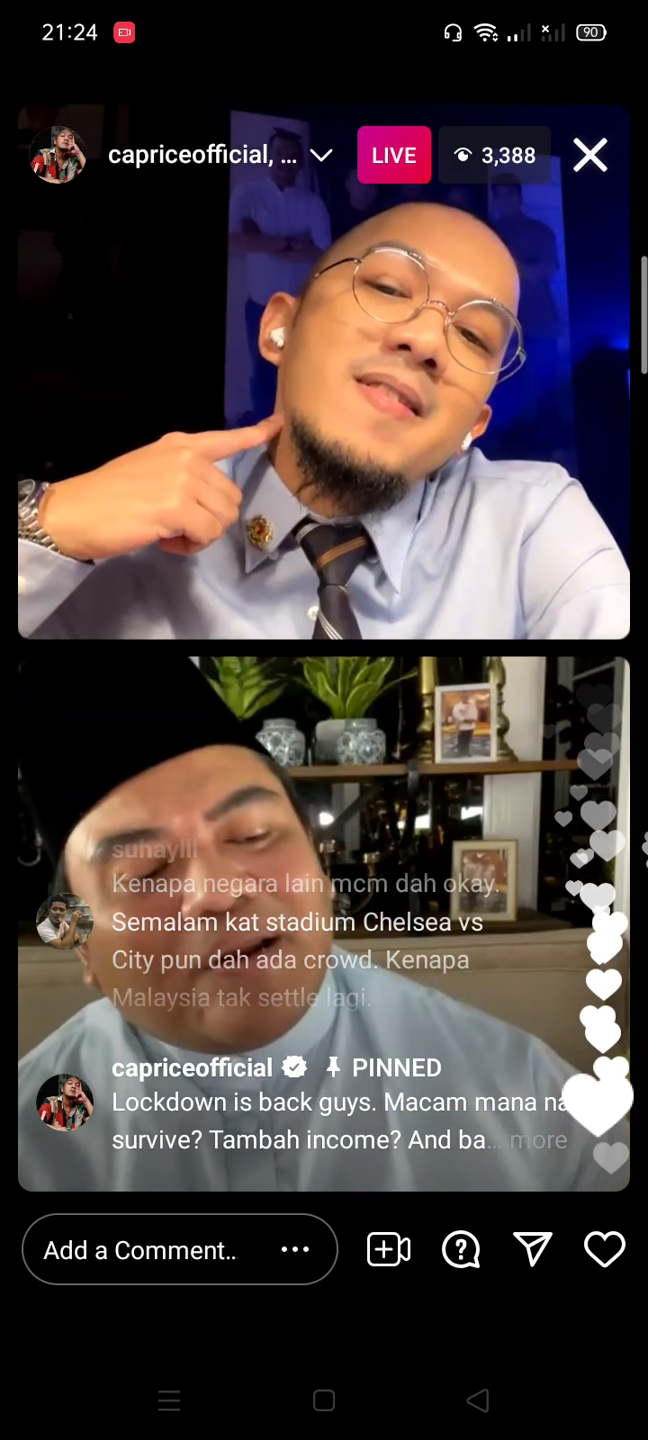 21:24
90
capriceofficial, ...
LIVE
3,388
suhaylll
Kenapa negara lain mcm dah okay.
Semalam kat stadium Chelsea vs
City pun dah ada crowd. Kenapa
Malaysia tak settle lagi.
capriceofficial PINNED
Lockdown is back guys. Macam mana na
survive? Tambah income? And ba... more
Add a Comment..